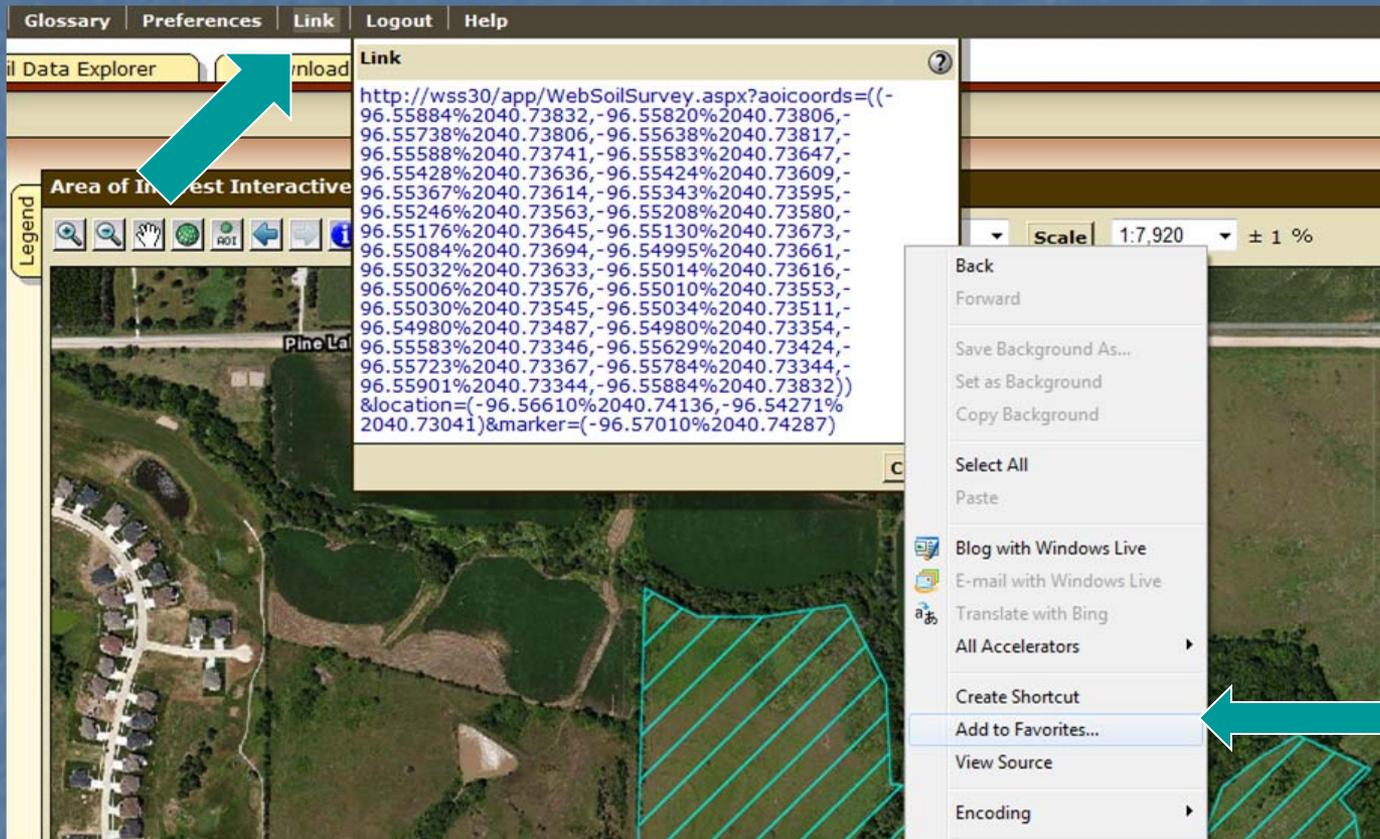 Glossary | Preferences | Link | Logout | Help
il Data Explorer
nload
Link
http://wss30/app/WebSoilSurvey.aspx?aoicoords=((-
96.55884%2040.73832,-96.55820%2040.73806,-
96.55738%2040.73806,-96.55638%2040.73817,-
96.55588%2040.73741,-96.55583%2040.73647,-
96.55428%2040.73636,-96.55424%2040.73609,-
96.55367%2040.73614,-96.55343%2040.73595,-
96.55246%2040.73563,-96.55208%2040.73580,-
96.55176%2040.73645,-96.55130%2040.73673,-
96.55084%2040.73694,-96.54995%2040.73661,-
96.55032%2040.73633,-96.55014%2040.73616,-
96.55006%2040.73576,-96.55010%2040.73553,-
96.55030%2040.73545,-96.55034%2040.73511,-
96.54980%2040.73487,-96.54980%2040.73354,-
96.55583%2040.73346,-96.55629%2040.73424,-
96.55723%2040.73367,-96.55784%2040.73344,-
96.55901%2040.73344,-96.55884%2040.73832))
&location=(-96.56610%2040.74136,-96.54271%
2040.73041)&marker=(-96.57010%2040.74287)
C
Legend
Area of In est Interactive
AOI
Scale 1:7,920 ± 1 %
Pine La
Back
Forward
Save Background As...
Set as Background
Copy Background
Select All
Paste
Blog with Windows Live
E-mail with Windows Live
Translate with Bing
All Accelerators
Create Shortcut
Add to Favorites...
View Source
Encoding